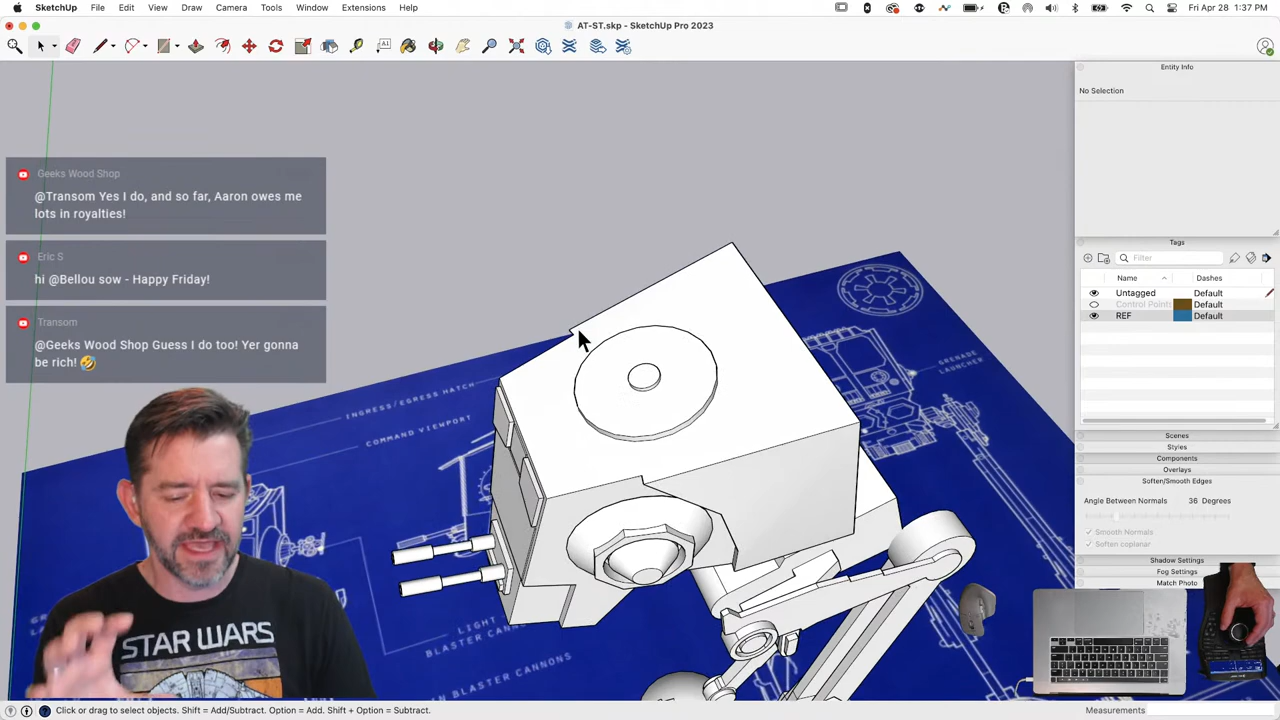 SketchUp File Edit View Draw Camera Tools Window Extensions Help
Fri Apr 28 1:37 PM
AT-ST.skp - SketchUp Pro 2023
Entity Info
No Selection
Geeks Wood Shop
@Transom Yes I do, and so far, Aaron owes me
lots in royalties!
Eric S
hi @Bellou sow - Happy Friday!
Transom
@Geeks Wood Shop Guess I do too! Yer gonna
be rich! 🤣
Tags
Filter
Name Dashes
Untagged Default
Control Points Default
REF Default
INGRESS/EGRESS HATCH
COMMAND VIEWPORT
GRENADE
LAUNCHER
LIGHT
BLASTER CANNONS
BLASTER CANNONS
STAR WARS
Scenes
Styles
Components
Overlays
Soften/Smooth Edges
Angle Between Normals 36 Degrees
Smooth Normals
Soften coplanar
Shadow Settings
Fog Settings
Match Photo
Click or drag to select objects. Shift = Add/Subtract. Option = Add. Shift + Option = Subtract.
Measurements